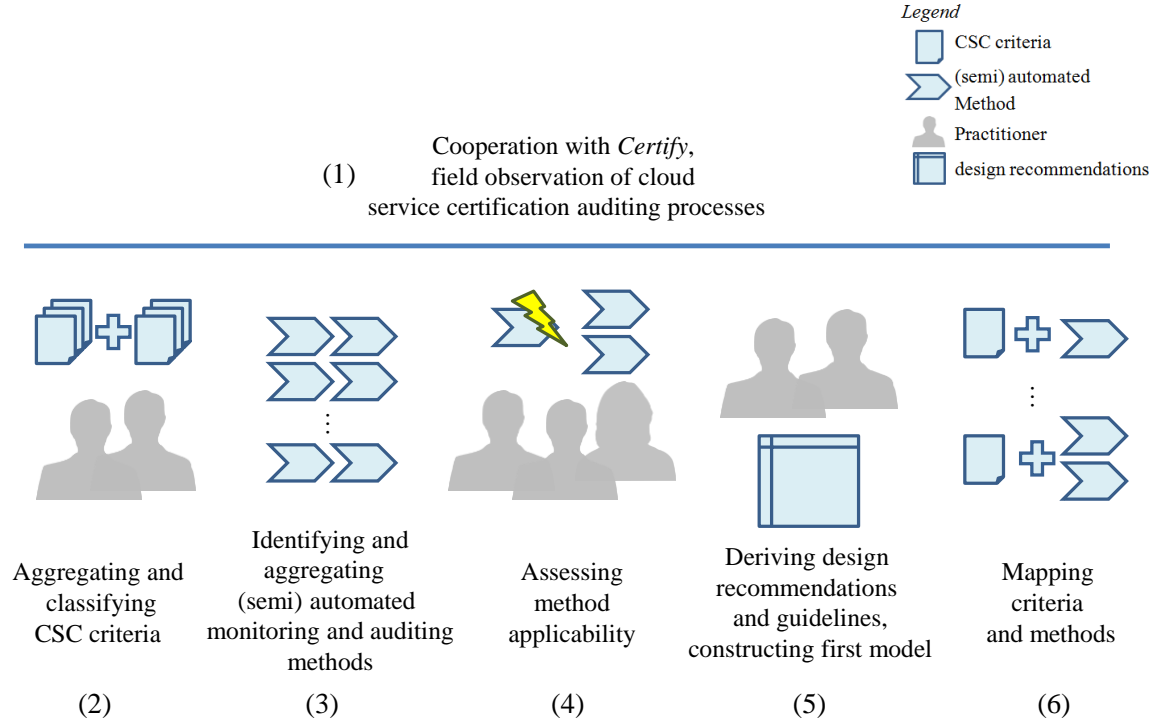 Legend
CSC criteria
(semi) automated
Method
Practitioner
design recommendations
(1)
Cooperation with Certify,
field observation of cloud
service certification auditing processes
Aggregating and
classifying
CSC criteria
(2)
Identifying and
aggregating
(semi) automated
monitoring and auditing
methods
(3)
Assessing
method
applicability
(4)
Deriving design
recommendations
and guidelines,
constructing first model
(5)
Mapping
criteria
and methods
(6)